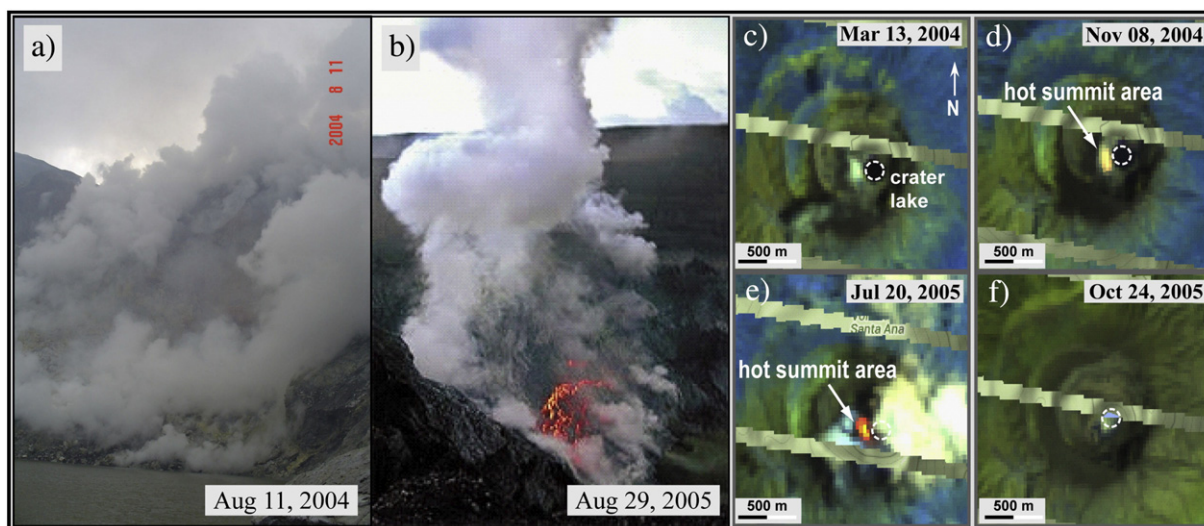 a)
2004 8 11
Aug 11, 2004
b)
Aug 29, 2005
c)
Mar 13, 2004
N
crater
lake
500 m
d)
Nov 08, 2004
hot summit area
500 m
e)
Jul 20, 2005
Santa Ana
hot summit area
500 m
f)
Oct 24, 2005
500 m